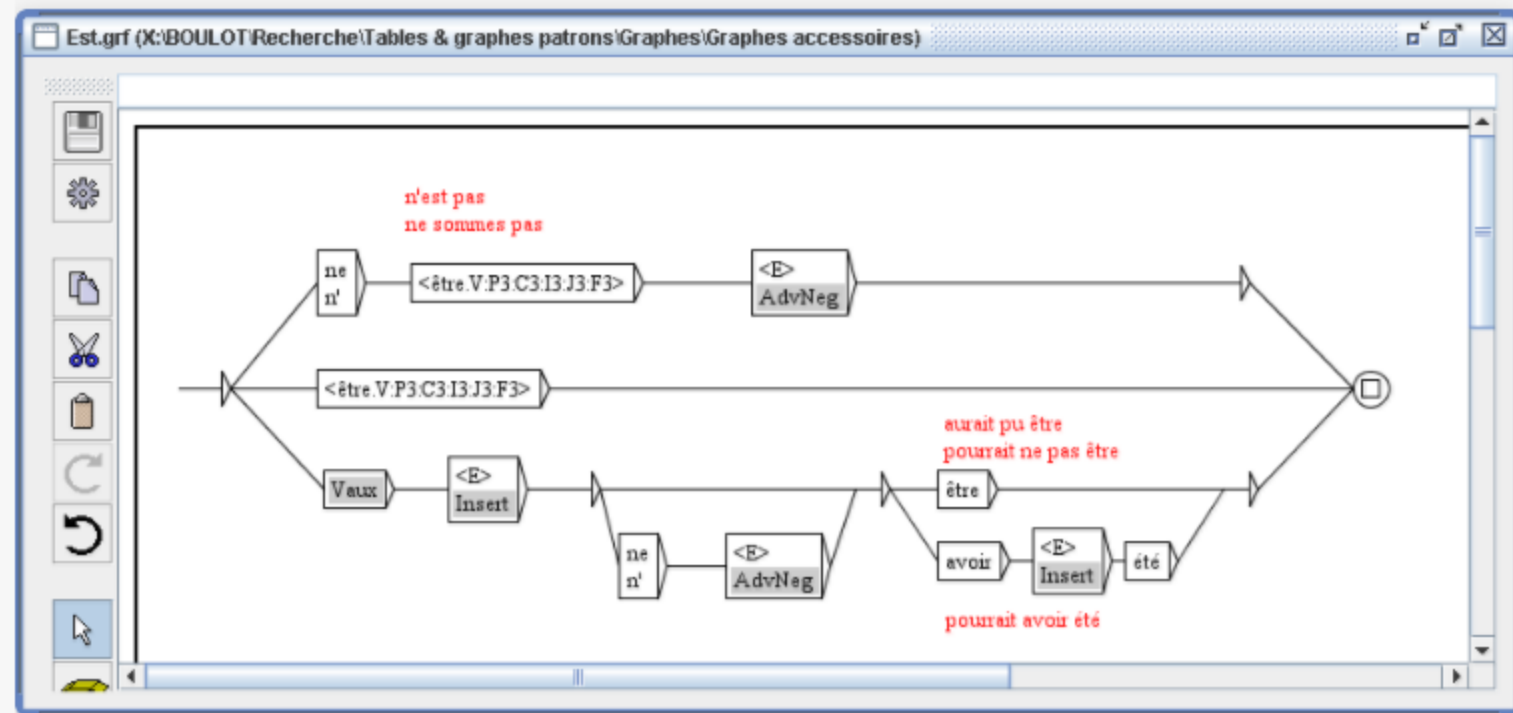 Est.grf (X:\BOULOT\Recherche\Tables & graphes patrons\Graphes\Graphes accessoires)
n'est pas
ne sommes pas
ne
n'
<être.V:P3:C3:I3:J3:F3>
<E>
AdvNeg
<être.V:P3:C3:I3:J3:F3>
aurait pu être
pourrait ne pas être
Vaux
<E>
Insert
être
ne
n'
<E>
AdvNeg
avoir
<E>
Insert
été
pourrait avoir été